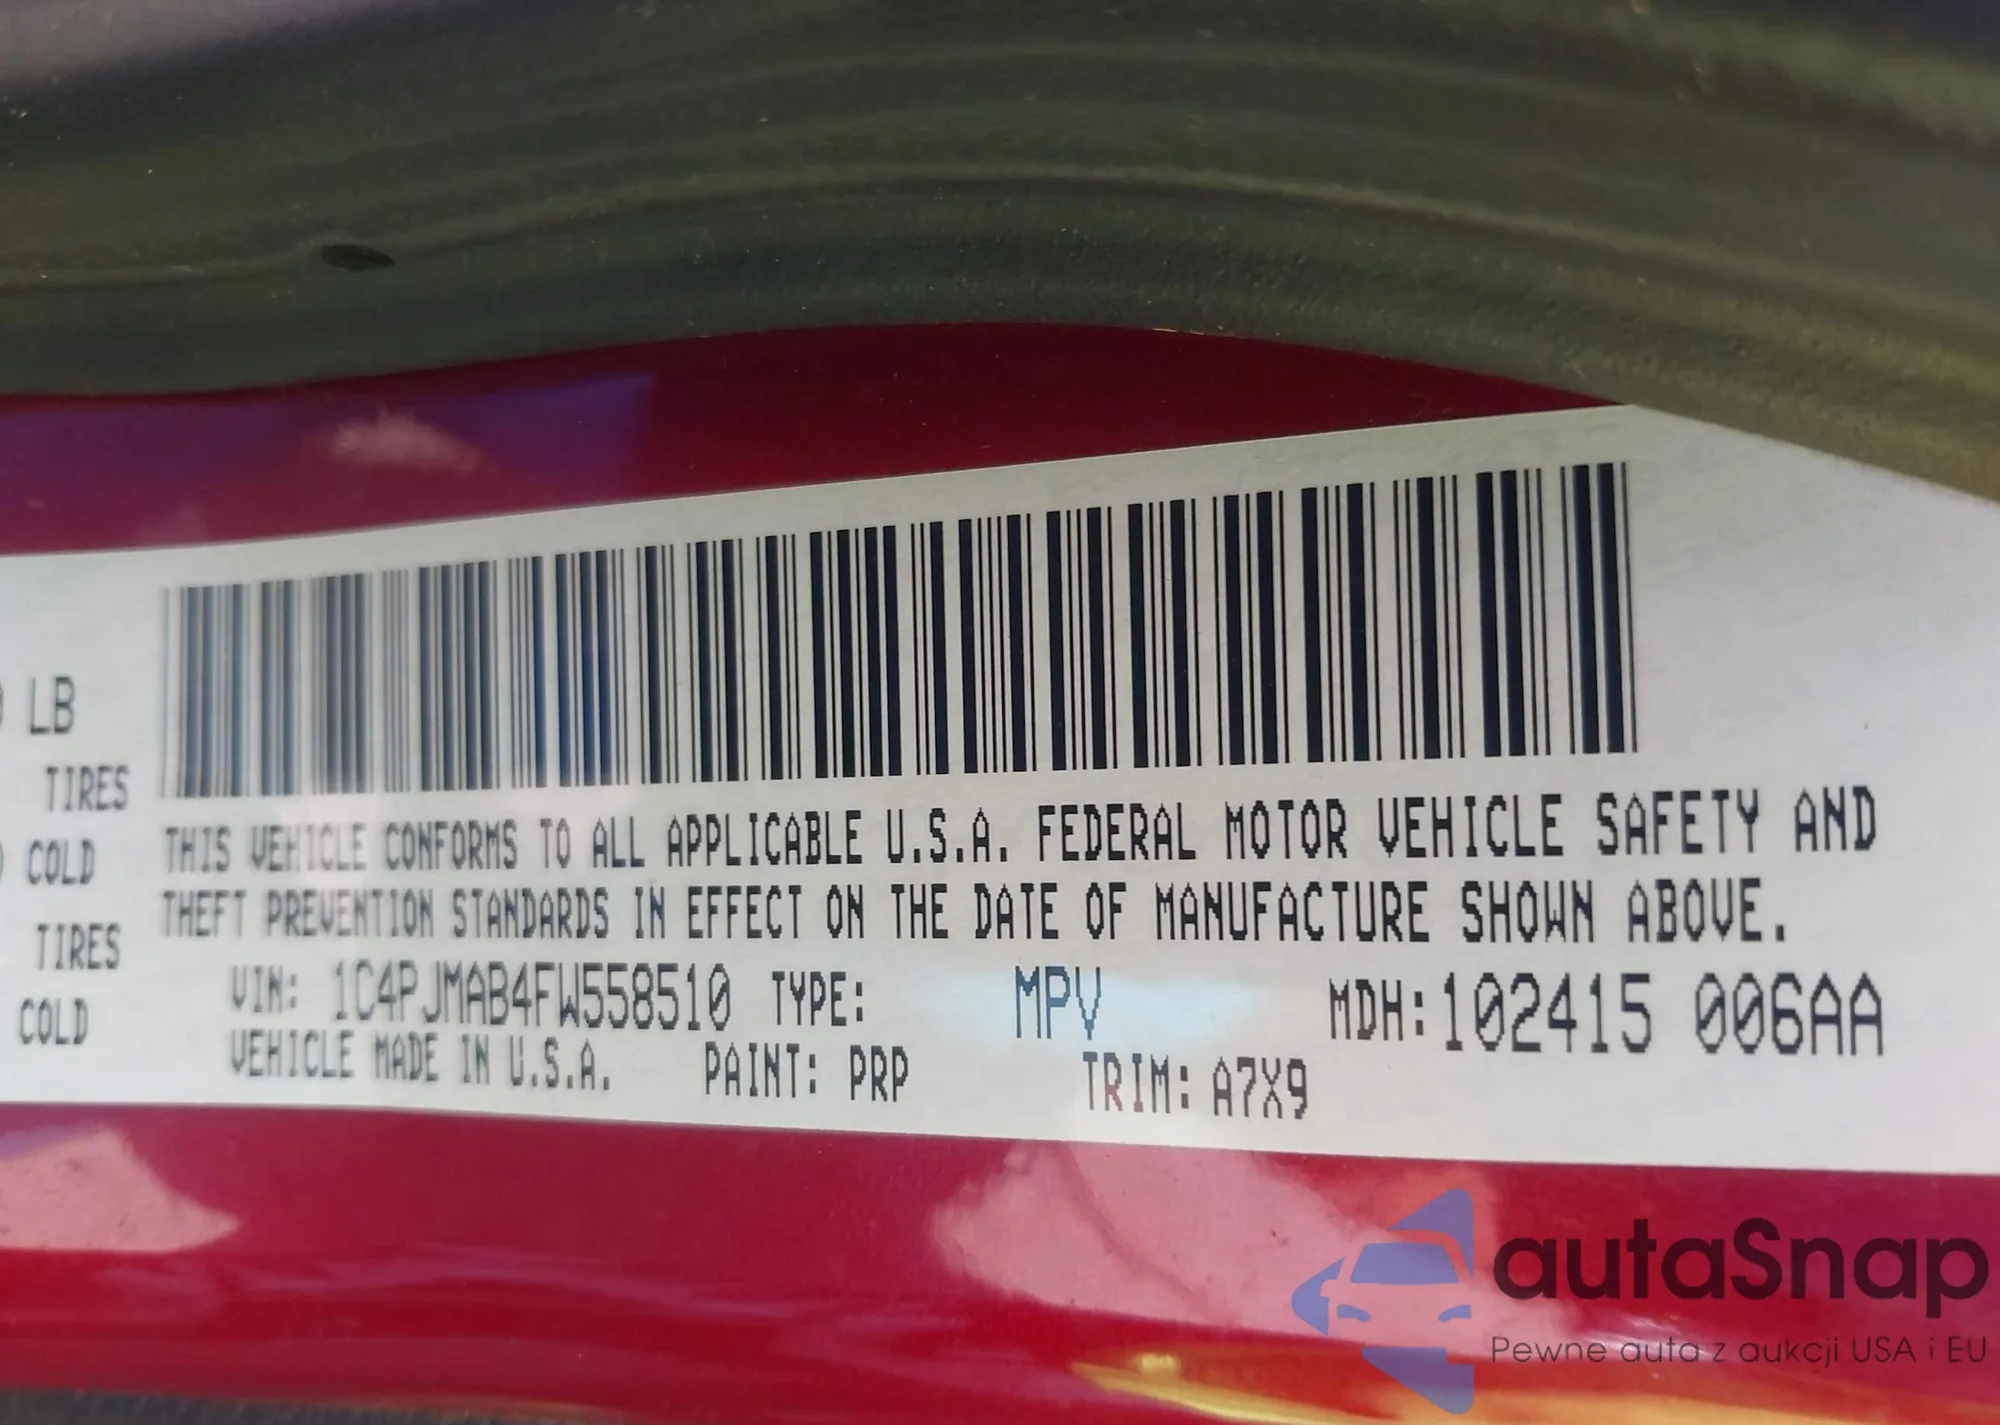 LB
TIRES
COLD
TIRES
COLD
THIS VEHICLE CONFORMS TO ALL APPLICABLE U.S.A. FEDERAL MOTOR VEHICLE SAFETY AND
THEFT PREVENTION STANDARDS IN EFFECT ON THE DATE OF MANUFACTURE SHOWN ABOVE.
VIN: 1C4PJMAB4FW558510 TYPE: MPV MDH:102415 006AA
VEHICLE MADE IN U.S.A. PAINT: PRP TRIM: A7X9
autaSnap
Pewne auta z aukcji USA i EU